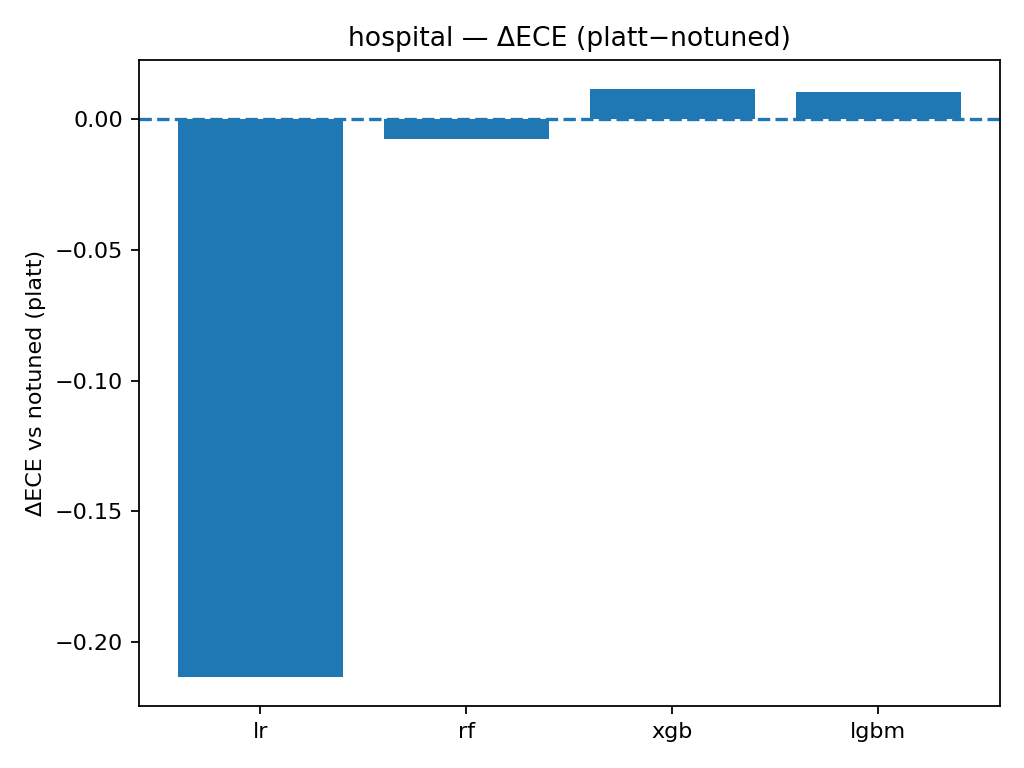 hospital — ΔECE (platt−notuned)
ΔECE vs notuned (platt)
0.00
−0.05
−0.10
−0.15
−0.20
lr rf xgb lgbm